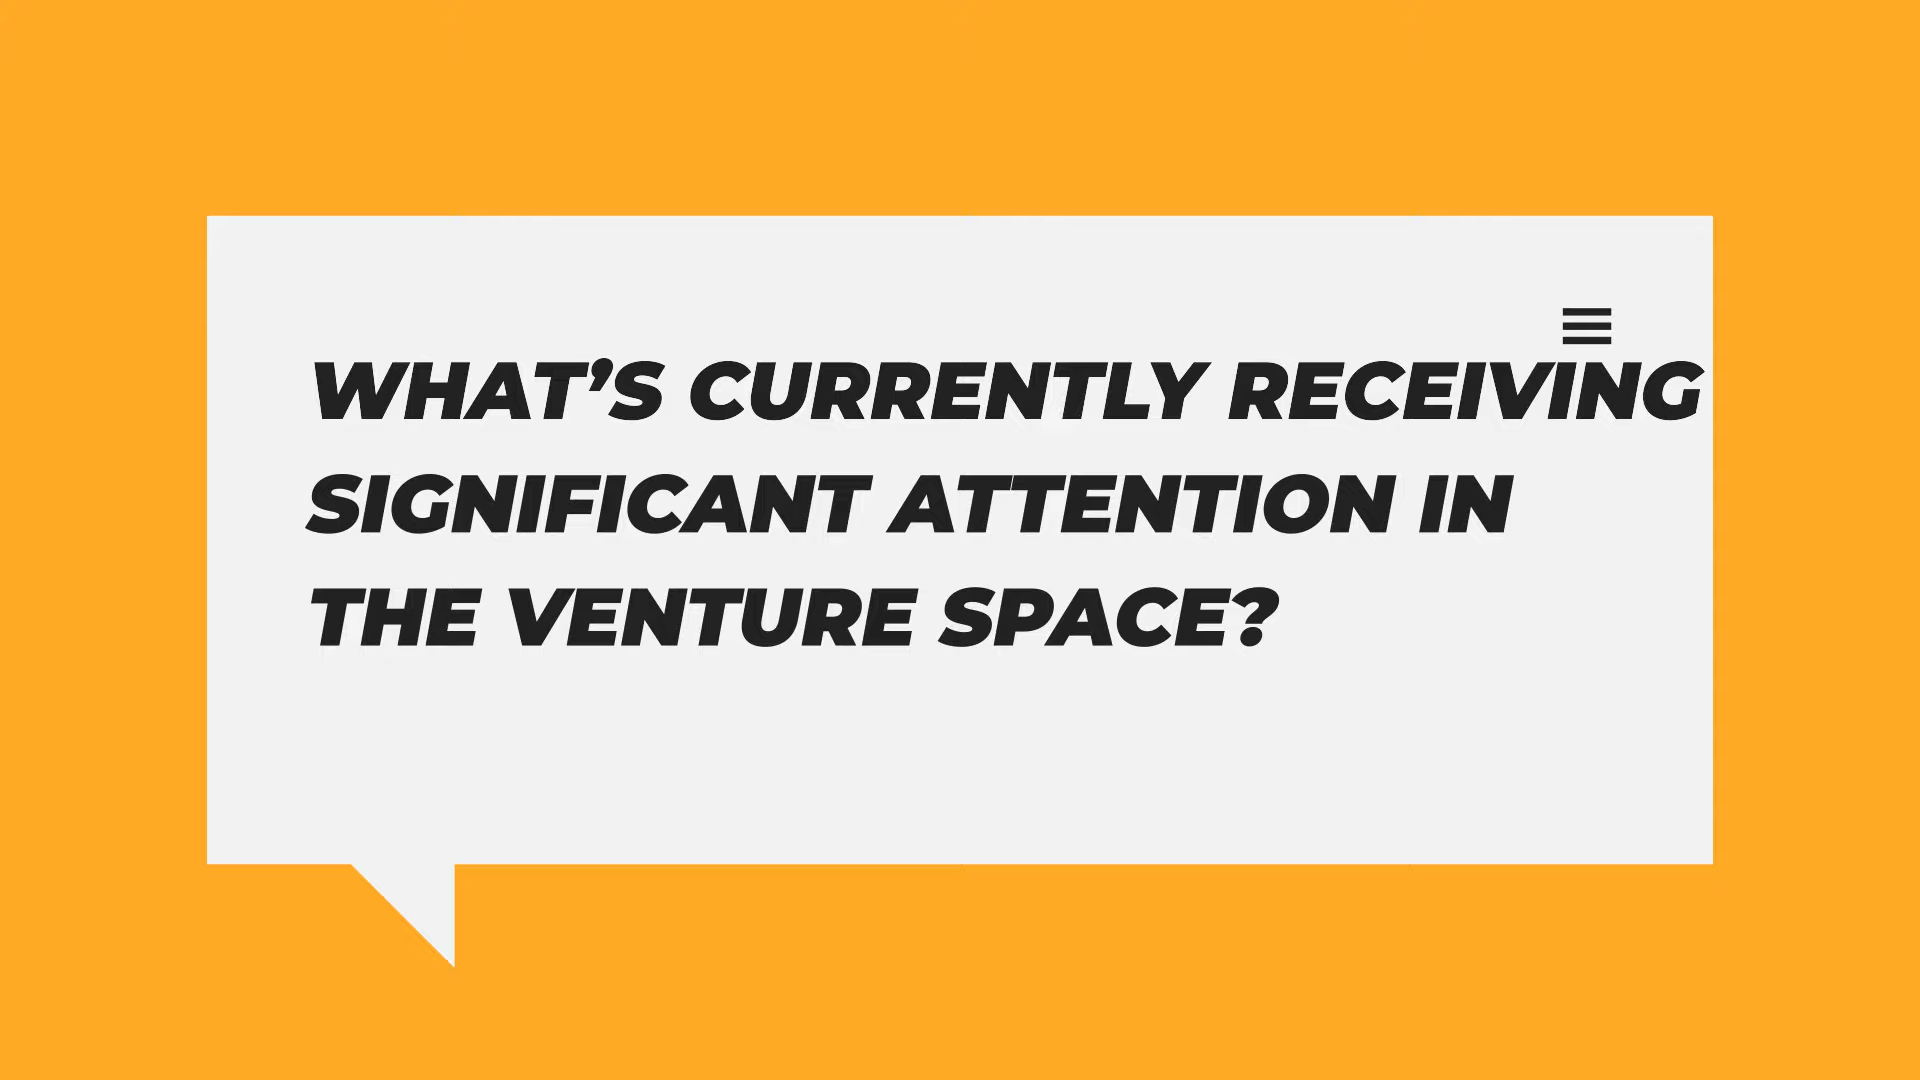 WHAT’S CURRENTLY RECEIVING
SIGNIFICANT ATTENTION IN
THE VENTURE SPACE?